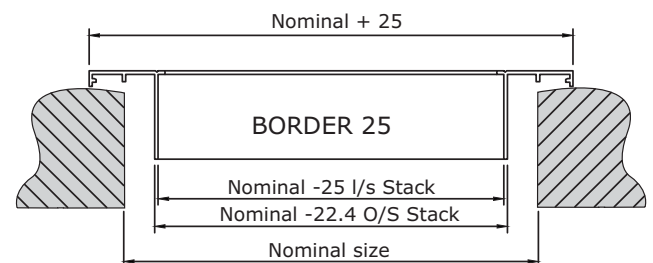 Nominal + 25
BORDER 25
Nominal -25 l/s Stack
Nominal -22.4 O/S Stack
Nominal size